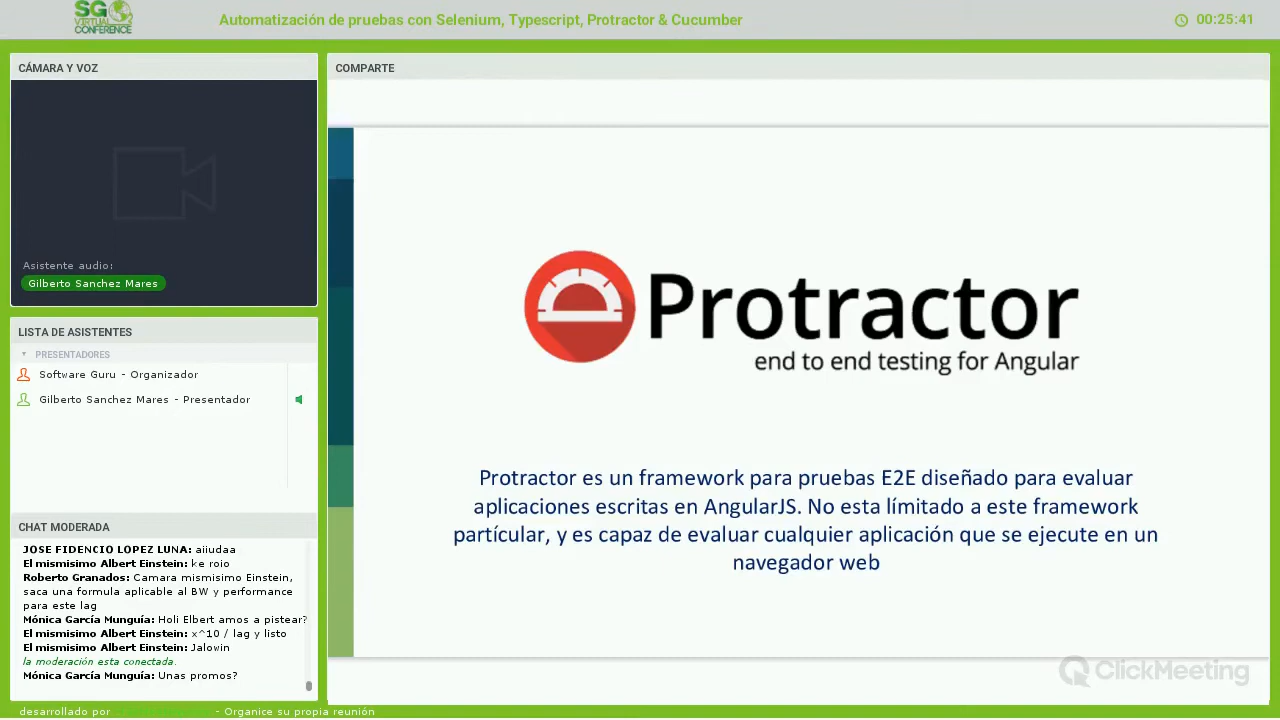 SG
VIRTUAL
CONFERENCE
Automatización de pruebas con Selenium, Typescript, Protractor & Cucumber
00:25:41
CÁMARA Y VOZ
Asistente audio:
Gilberto Sanchez Mares
LISTA DE ASISTENTES
PRESENTADORES
Software Guru - Organizador
Gilberto Sanchez Mares - Presentador
CHAT MODERADA
JOSE FIDENCIO LOPEZ LUNA: aiiudaa
El mismisimo Albert Einstein: ke roio
Roberto Granados: Camara mismisimo Einstein,
saca una formula aplicable al BW y performance
para este lag
Mónica García Munguía: Holi Elbert amos a pistear?
El mismisimo Albert Einstein: x^10 / lag y listo
El mismisimo Albert Einstein: Jalowin
la moderación esta conectada.
Mónica García Munguía: Unas promos?
COMPARTE
Protractor
end to end testing for Angular
Protractor es un framework para pruebas E2E diseñado para evaluar
aplicaciones escritas en AngularJS. No esta límitado a este framework
partícular, y es capaz de evaluar cualquier aplicación que se ejecute en un
navegador web
ClickMeeting
desarrollado por - Organice su propia reunión